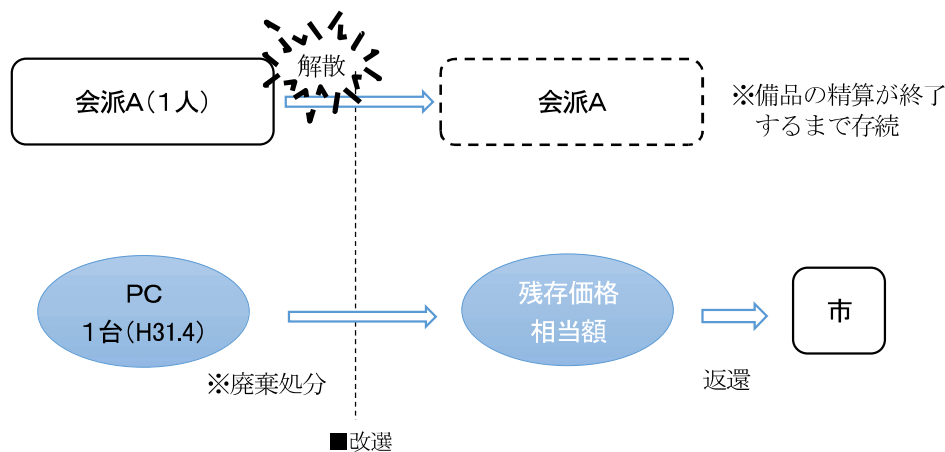 解散
会派A（１人）
会派A
※備品の精算が終了
するまで存続
PC
１台（H31.4）
残存価格
相当額
市
※廃棄処分
返還
■改選